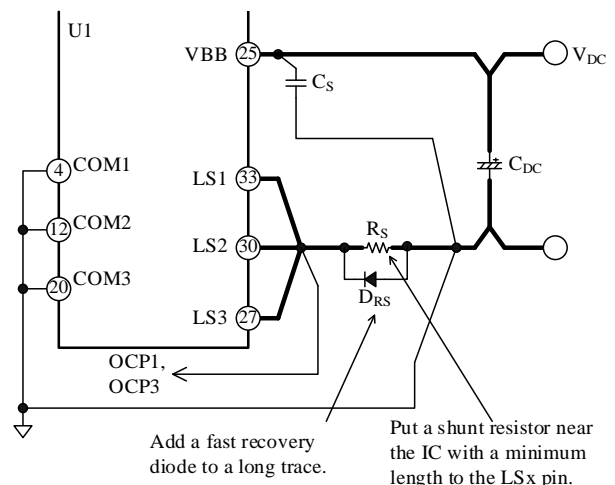 U1
VBB
25
V_DC
C_S
4
COM1
LS1
33
C_DC
12
COM2
LS2
30
R_S
20
COM3
D_RS
LS3
27
OCP1,
OCP3
Add a fast recovery
diode to a long trace.
Put a shunt resistor near
the IC with a minimum
length to the LSx pin.